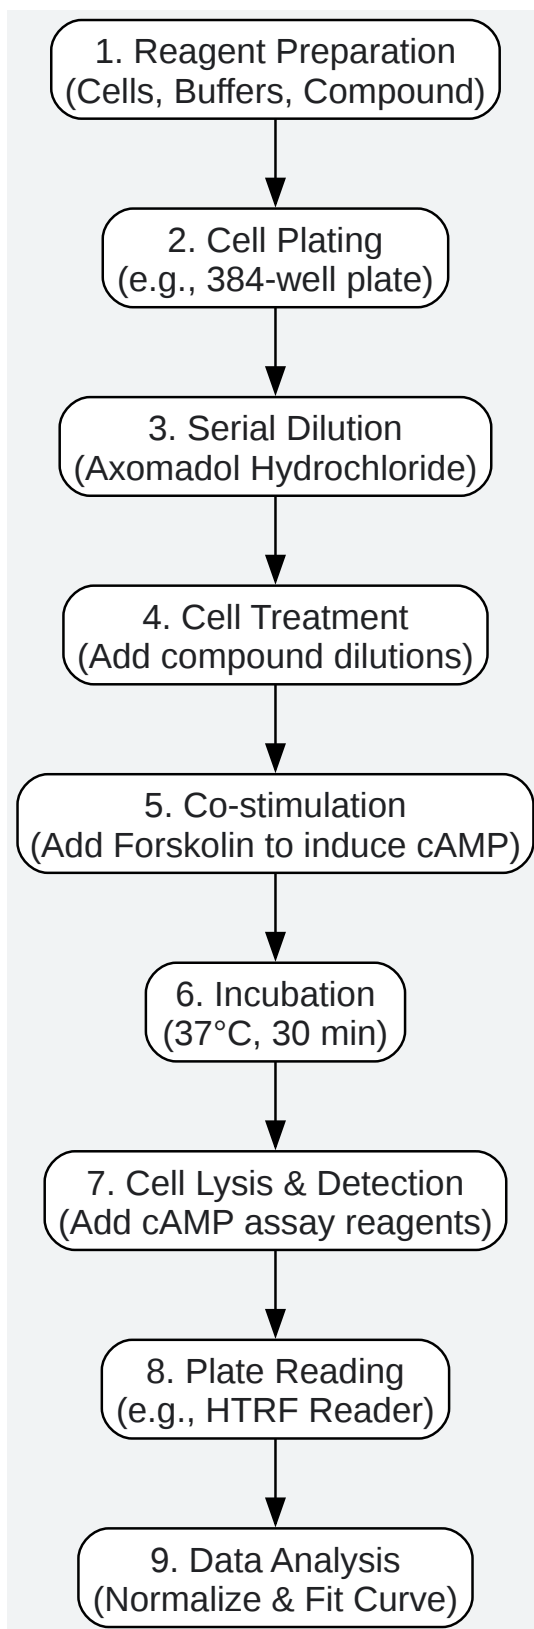 1. Reagent Preparation
(Cells, Buffers, Compound)
2. Cell Plating
(e.g., 384-well plate)
3. Serial Dilution
(Axomadol Hydrochloride)
4. Cell Treatment
(Add compound dilutions)
5. Co-stimulation
(Add Forskolin to induce cAMP)
6. Incubation
(37°C, 30 min)
7. Cell Lysis & Detection
(Add cAMP assay reagents)
8. Plate Reading
(e.g., HTRF Reader)
9. Data Analysis
(Normalize & Fit Curve)